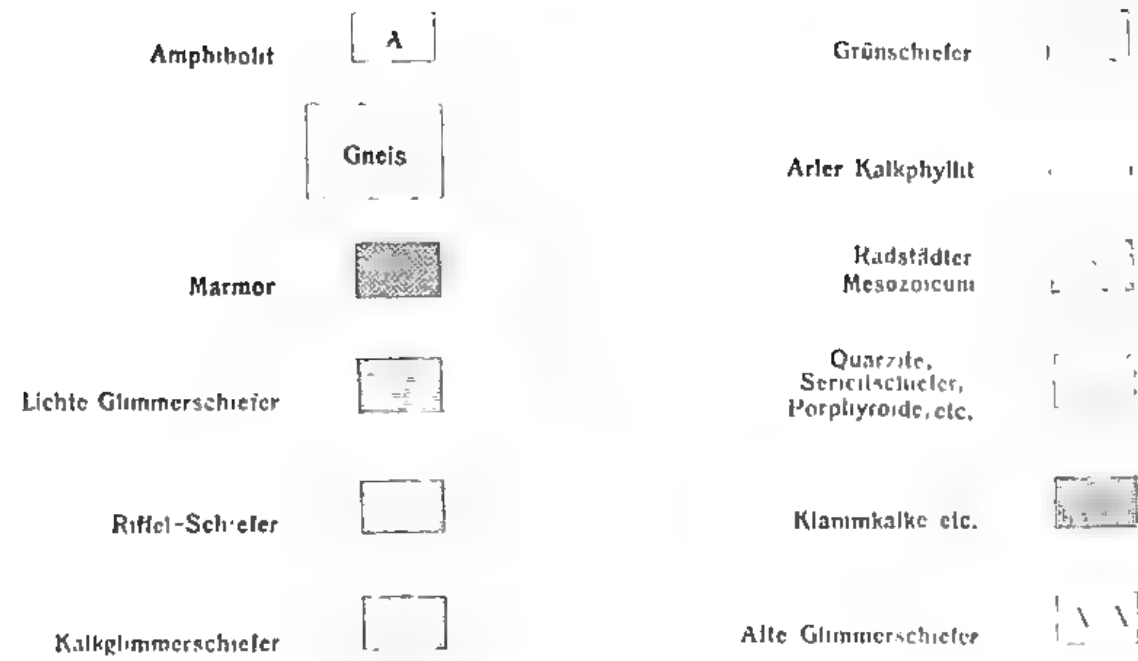 Amphibolit
A
Gneis
Marmor
Lichte Glimmerschiefer
Riffel-Schiefer
Kalkglimmerschiefer
Grünschiefer
Arler Kalkphyllit
Radstädter
Mesozoicum
Quarzite,
Sericitschiefer,
Porphyroide, etc.
Klammkalke etc.
Alte Glimmerschiefer